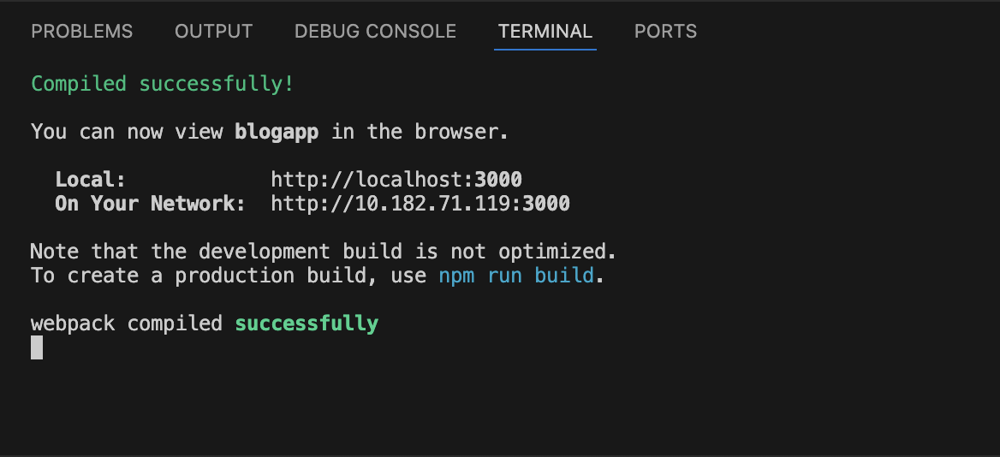 PROBLEMS OUTPUT DEBUG CONSOLE TERMINAL PORTS
Compiled successfully!
You can now view blogapp in the browser.
Local: http://localhost:3000
On Your Network: http://10.182.71.119:3000
Note that the development build is not optimized.
To create a production build, use npm run build.
webpack compiled successfully